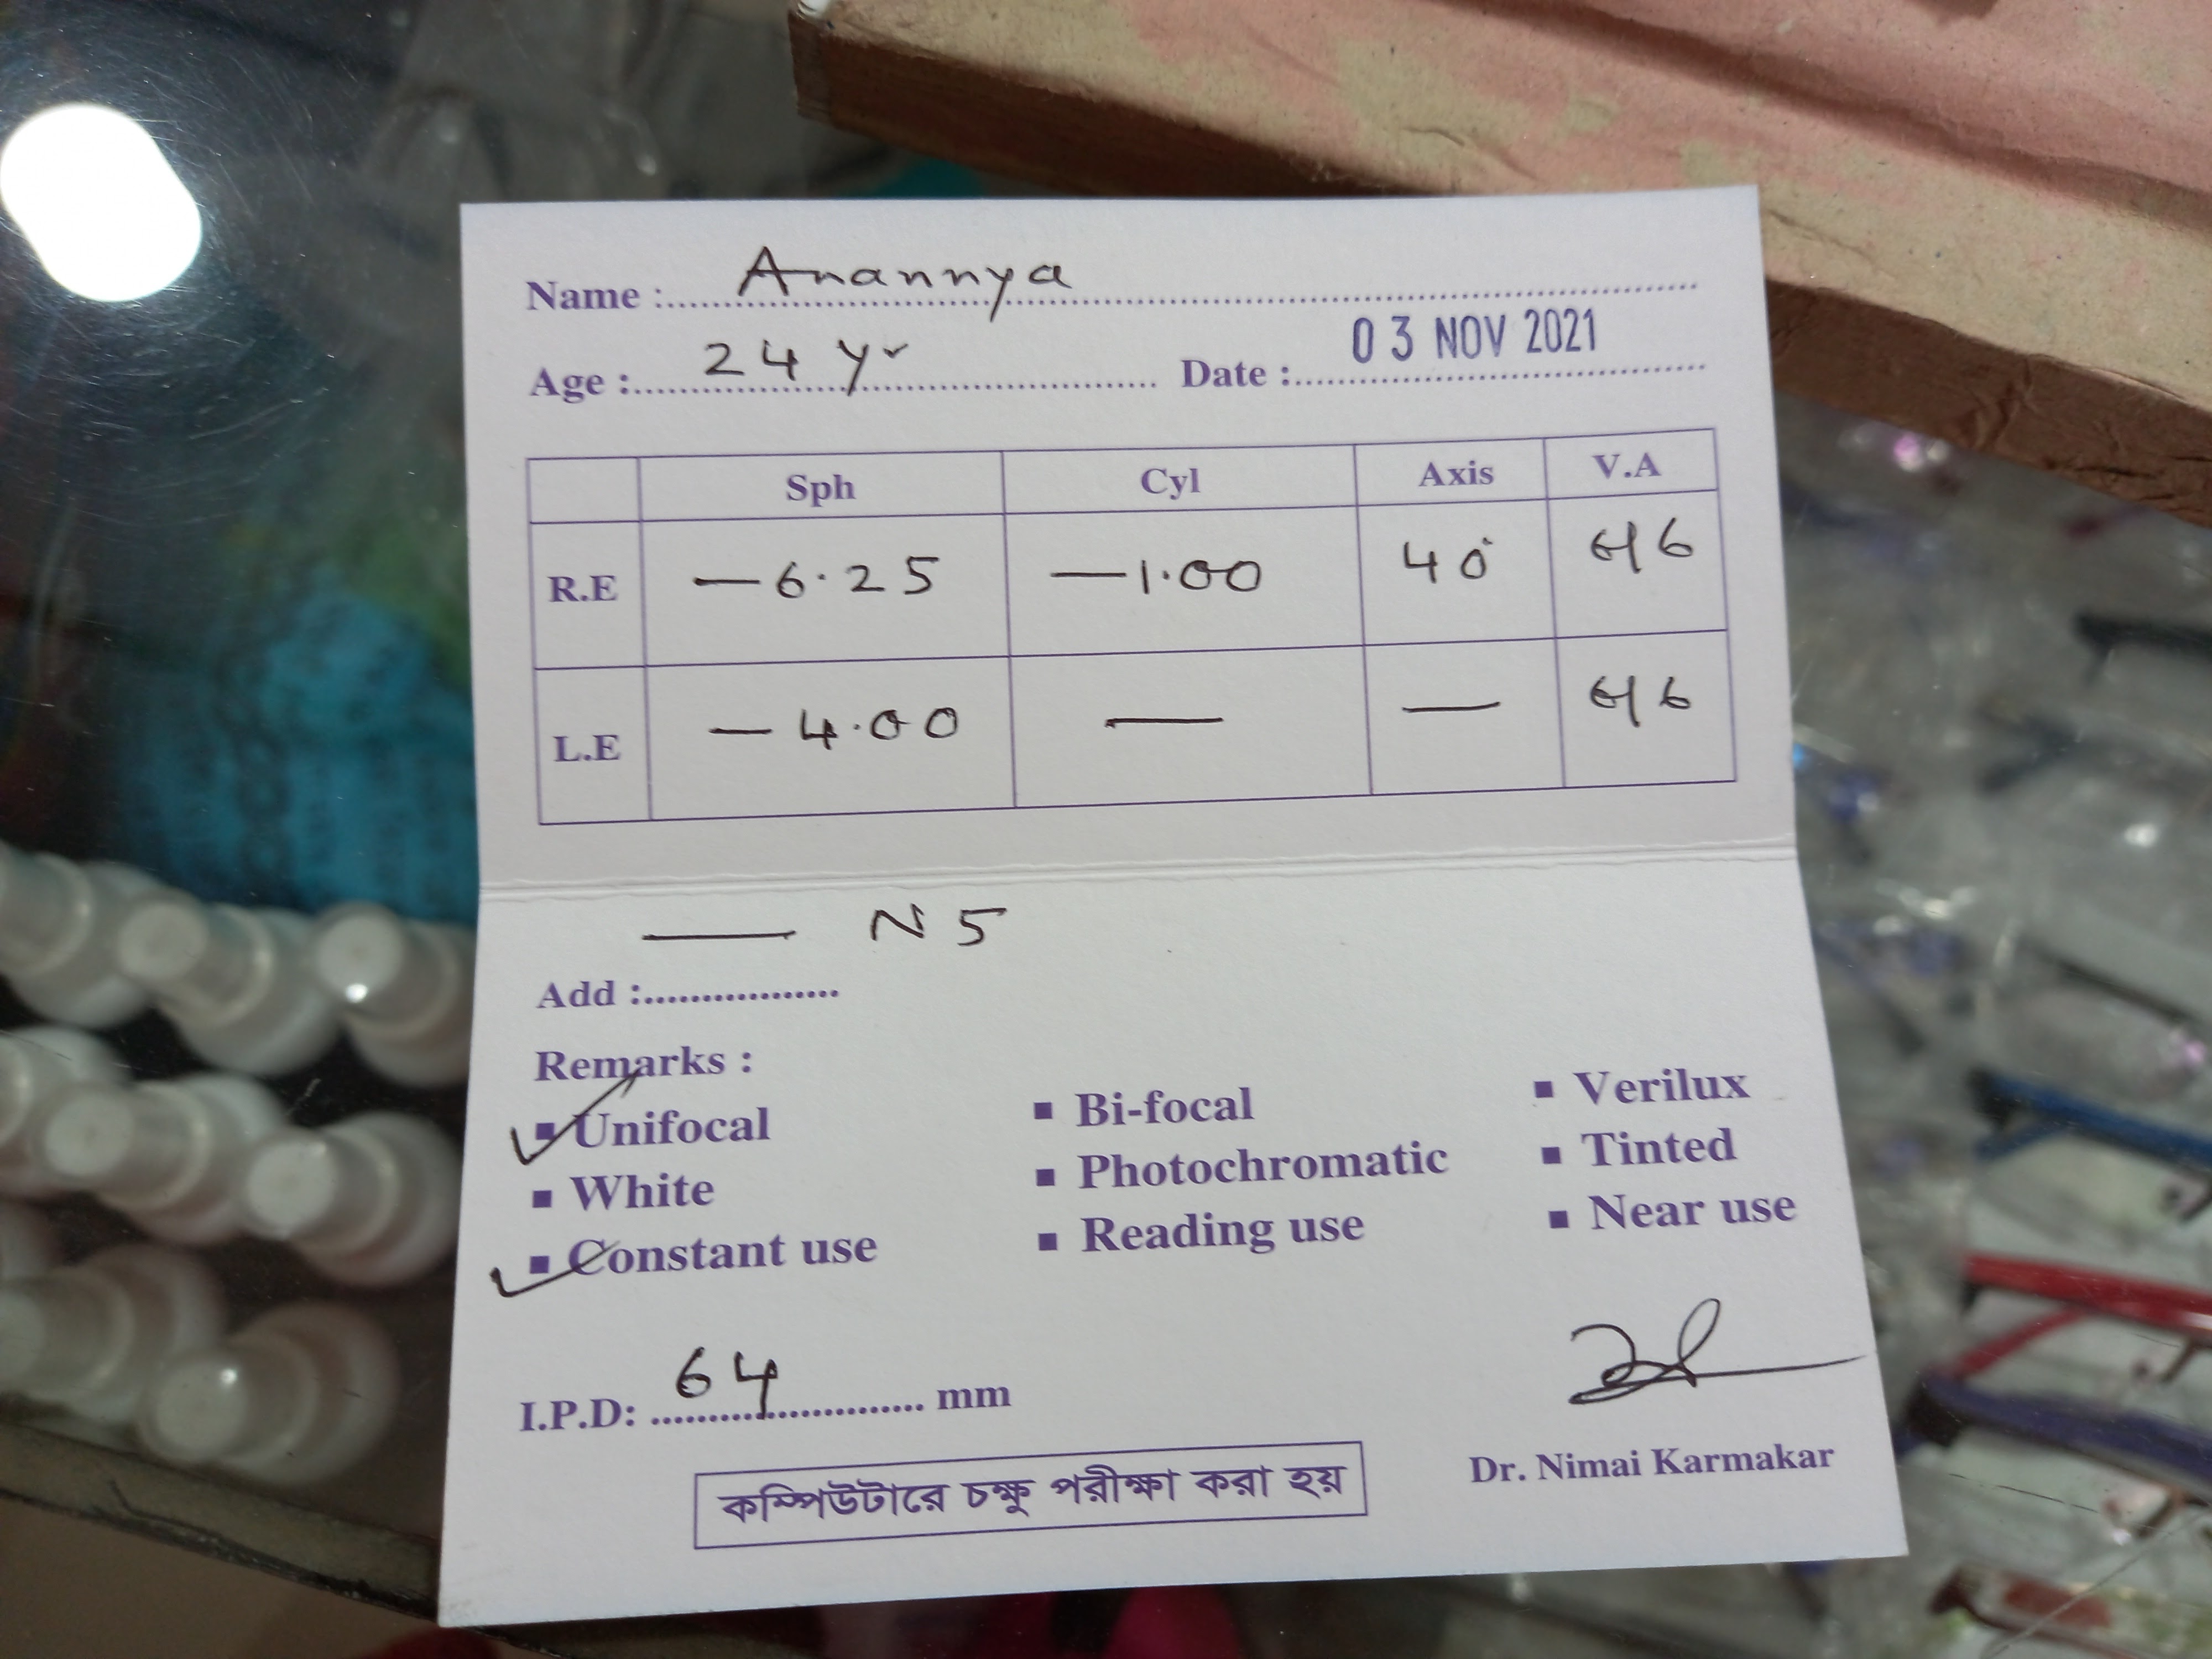 Name : Anannya
Age : 24 yr Date : 03 NOV 2021
Sph Cyl Axis V.A
R.E —6.25 —1.00 40° 6/6
L.E —4.00 — — 6/6
— N5
Add :
Remarks :
Unifocal Bi-focal Verilux
White Photochromatic Tinted
Constant use Reading use Near use
I.P.D: 64 mm
Dr. Nimai Karmakar
কম্পিউটারে চক্ষু পরীক্ষা করা হয়